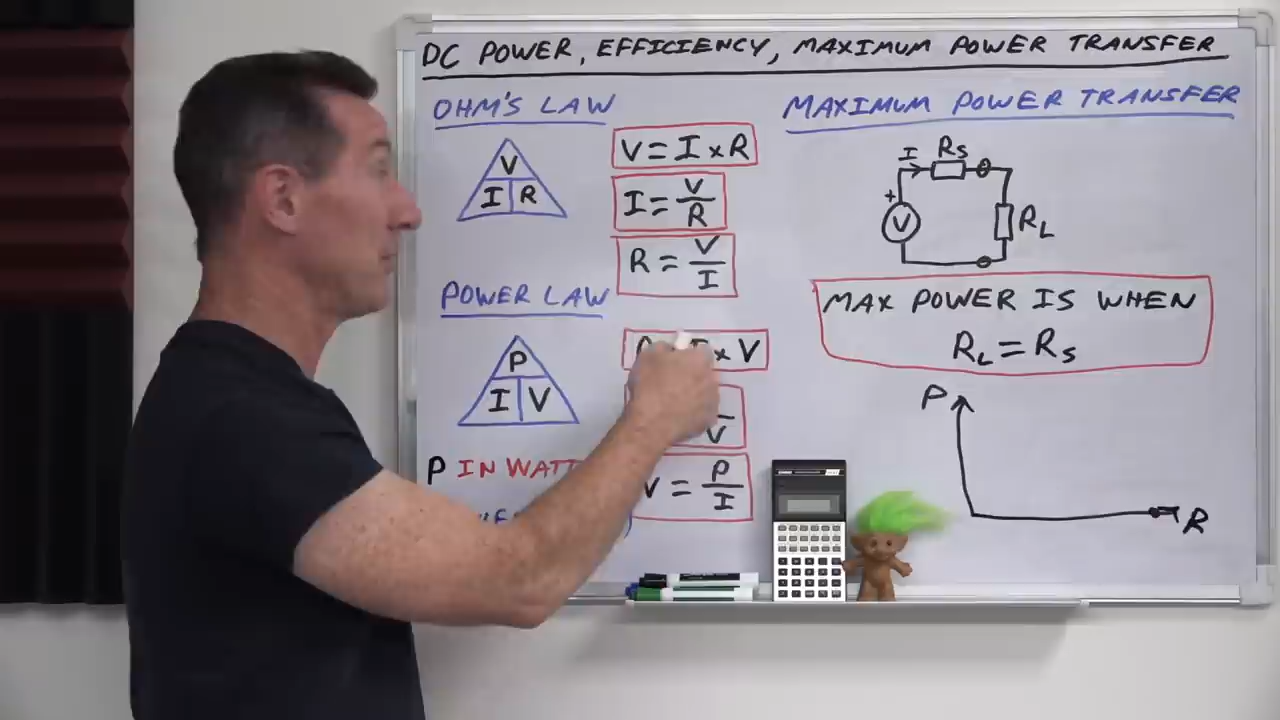 DC POWER, EFFICIENCY, MAXIMUM POWER TRANSFER
OHM'S LAW
V
I R
V = I x R
I = V
R
R = V
I
POWER LAW
P
I V
x V
V
V = P
I
P IN
MAXIMUM POWER TRANSFER
I RS
+
V
RL
MAX POWER IS WHEN
RL = RS
P
R